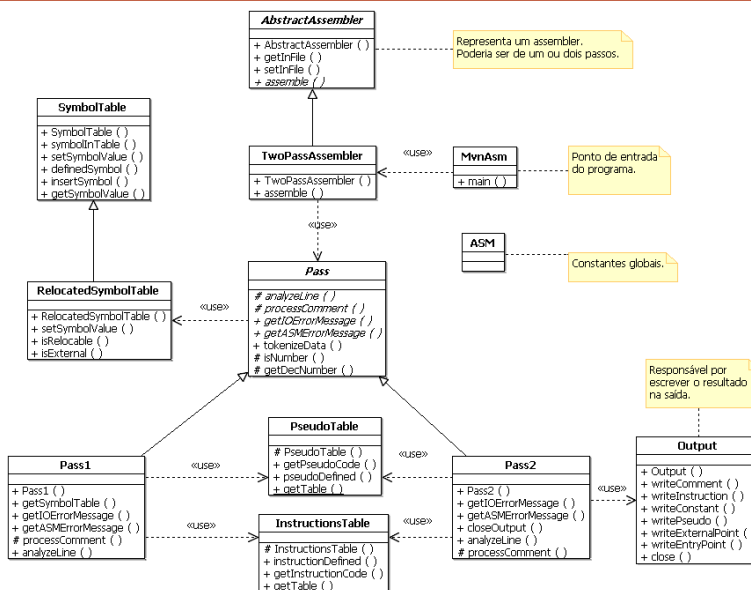 AbstractAssembler
+ AbstractAssembler ( )
+ getInFile ( )
+ setInFile ( )
+ assemble ( )
Representa um assembler.
Poderia ser de um ou dois passos.
SymbolTable
+ SymbolTable ( )
+ symbolInTable ( )
+ setSymbolValue ( )
+ definedSymbol ( )
+ insertSymbol ( )
+ getSymbolValue ( )
TwoPassAssembler
+ TwoPassAssembler ( )
+ assemble ( )
«use»
MvnAsm
+ main ( )
Ponto de entrada
do programa.
«use»
ASM
Constantes globais.
Pass
# analyzeLine ( )
# processComment ( )
+ getIOErrorMessage ( )
+ getASMErrorMessage ( )
+ tokenizeData ( )
# isNumber ( )
# getDecNumber ( )
RelocatedSymbolTable
+ RelocatedSymbolTable ( )
+ setSymbolValue ( )
+ isRelocable ( )
+ isExternal ( )
«use»
Responsável por
escrever o resultado
na saída.
PseudoTable
# PseudoTable ( )
+ getPseudoCode ( )
+ pseudoDefined ( )
+ getTable ( )
Pass1
+ Pass1 ( )
+ getSymbolTable ( )
+ getIOErrorMessage ( )
+ getASMErrorMessage ( )
# processComment ( )
+ analyzeLine ( )
«use»
«use»
«use»
«use»
Pass2
+ Pass2 ( )
+ getIOErrorMessage ( )
+ getASMErrorMessage ( )
+ closeOutput ( )
+ analyzeLine ( )
# processComment ( )
«use»
Output
+ Output ( )
+ writeComment ( )
+ writeInstruction ( )
+ writeConstant ( )
+ writePseudo ( )
+ writeExternalPoint (
+ writeEntryPoint ( )
+ close ( )
InstructionsTable
# InstructionsTable ( )
+ instructionDefined ( )
+ getInstructionCode ( )
+ getTable ( )